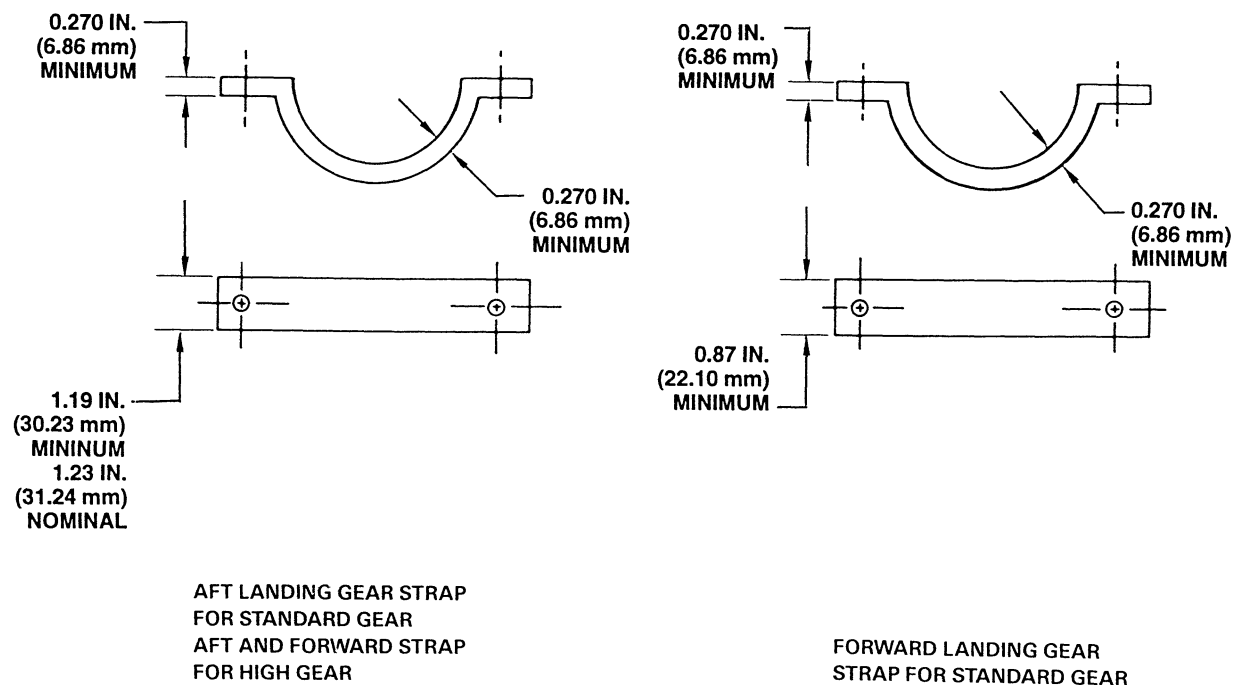 0.270 IN.
(6.86 mm)
MINIMUM
0.270 IN.
(6.86 mm)
MINIMUM
1.19 IN.
(30.23 mm)
MININUM
1.23 IN.
(31.24 mm)
NOMINAL
AFT LANDING GEAR STRAP
FOR STANDARD GEAR
AFT AND FORWARD STRAP
FOR HIGH GEAR
0.270 IN.
(6.86 mm)
MINIMUM
0.270 IN.
(6.86 mm)
MINIMUM
0.87 IN.
(22.10 mm)
MINIMUM
FORWARD LANDING GEAR
STRAP FOR STANDARD GEAR